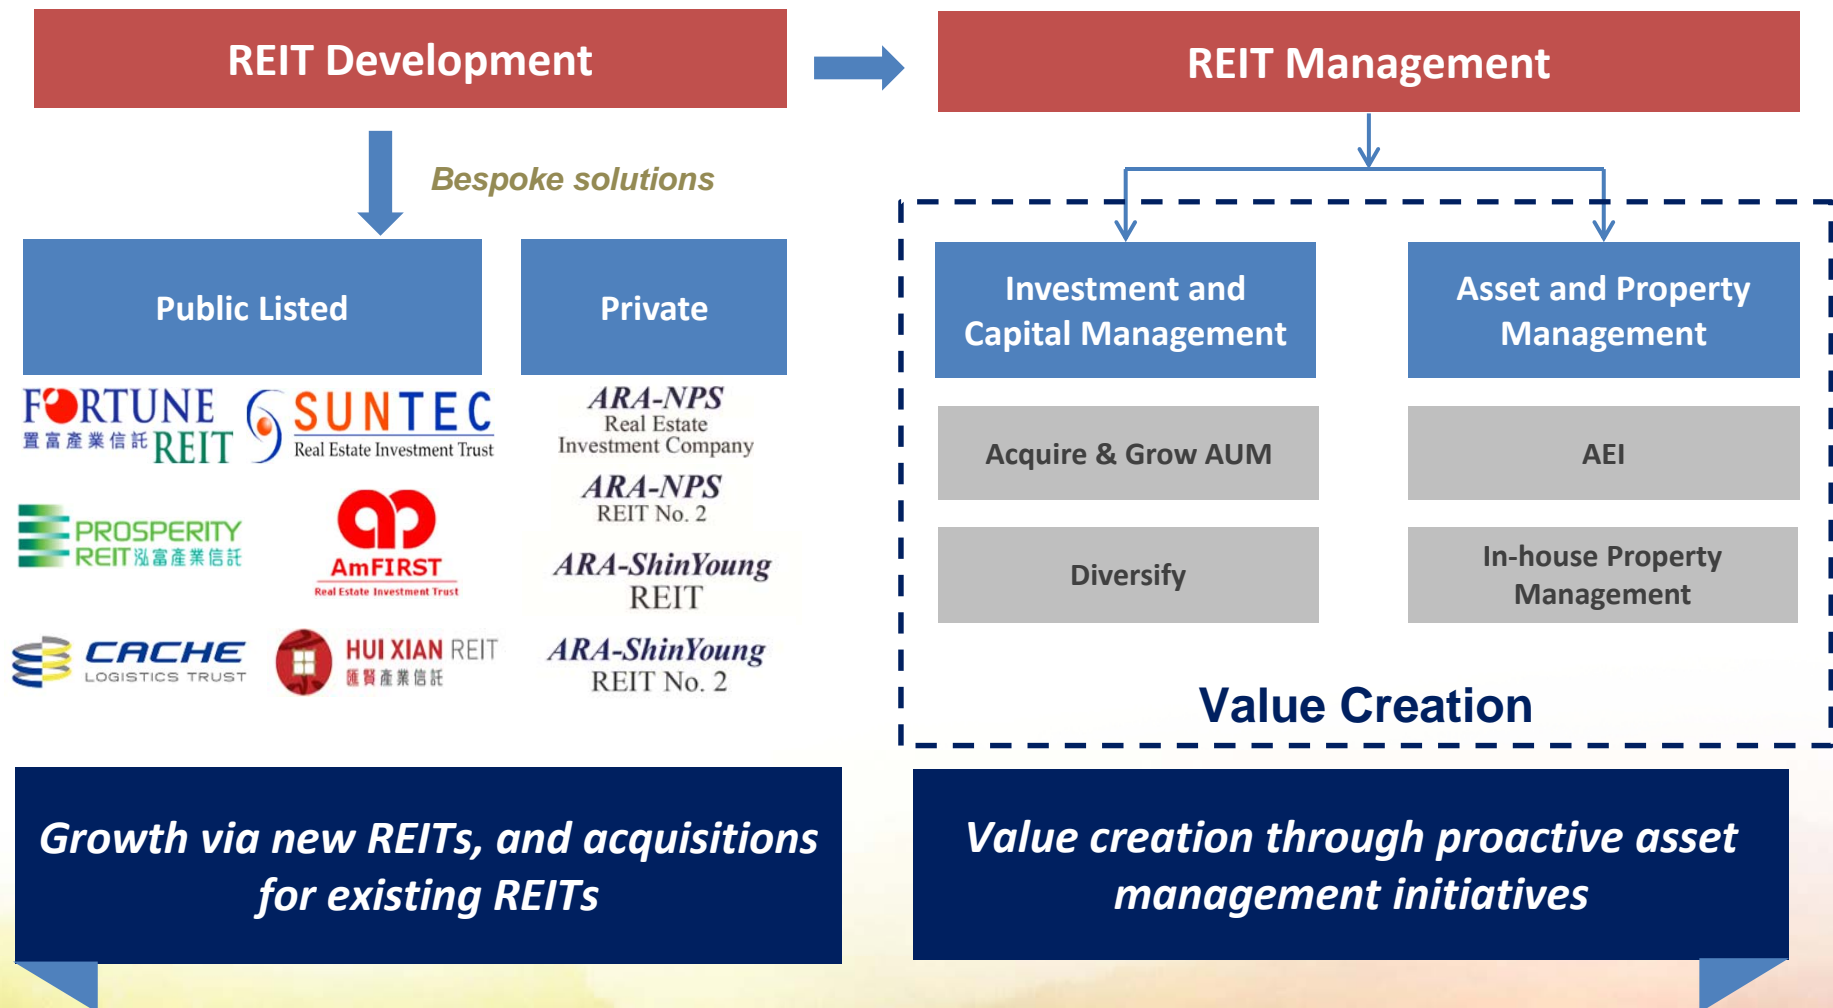 REIT Development
REIT Management
Bespoke solutions
Public Listed
Private
FORTUNE
置富產業信託 REIT
SUNTEC
Real Estate Investment Trust
PROSPERITY
REIT 泓富產業信託
AmFIRST
Real Estate Investment Trust
CACHE
LOGISTICS TRUST
HUI XIAN REIT
匯賢產業信託
ARA-NPS
Real Estate
Investment Company
ARA-NPS
REIT No. 2
ARA-ShinYoung
REIT
ARA-ShinYoung
REIT No. 2
Investment and
Capital Management
Asset and Property
Management
Acquire & Grow AUM
AEI
Diversify
In-house Property
Management
Value Creation
Growth via new REITs, and acquisitions
for existing REITs
Value creation through proactive asset
management initiatives